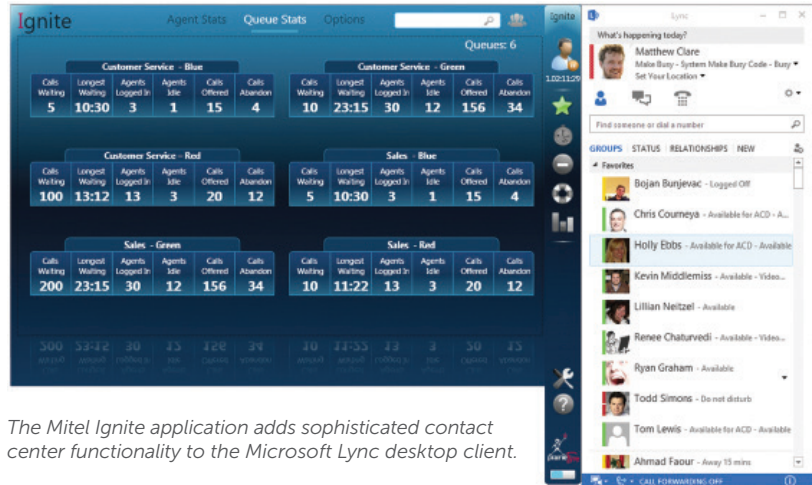 Ignite
Agent Stats Queue Stats Options
Queues: 6
Customer Service - Blue
Calls Waiting Longest Waiting Agents Logged In Agents Idle Calls Offered Calls Abandon
5 10:30 3 1 15 4
Customer Service - Green
Calls Waiting Longest Waiting Agents Logged In Agents Idle Calls Offered Calls Abandon
10 23:15 30 12 156 34
Customer Service - Red
Calls Waiting Longest Waiting Agents Logged In Agents Idle Calls Offered Calls Abandon
100 13:12 13 3 20 12
Sales - Blue
Calls Waiting Longest Waiting Agents Logged In Agents Idle Calls Offered Calls Abandon
5 10:30 3 1 15 4
Sales - Green
Calls Waiting Longest Waiting Agents Logged In Agents Idle Calls Offered Calls Abandon
200 23:15 30 12 156 34
Sales - Red
Calls Waiting Longest Waiting Agents Logged In Agents Idle Calls Offered Calls Abandon
10 11:22 13 3 20 12
The Mitel Ignite application adds sophisticated contact
center functionality to the Microsoft Lync desktop client.
Ignite
1.02:11:29
Lync
What's happening today?
Matthew Clare
Make Busy - System Make Busy Code - Busy
Set Your Location
Find someone or dial a number
GROUPS STATUS RELATIONSHIPS NEW
Favorites
Bojan Bunjevac - Logged Off
Chris Courneya - Available for ACD - A...
Holly Ebbs - Available for ACD - Available
Kevin Middlemiss - Available - Video...
Lillian Neitzel - Available
Renee Chaturvedi - Available - Video...
Ryan Graham - Available
Todd Simons - Do not disturb
Tom Lewis - Available for ACD - Available
Ahmad Faour - Away 15 mins
CALL FORWARDING OFF